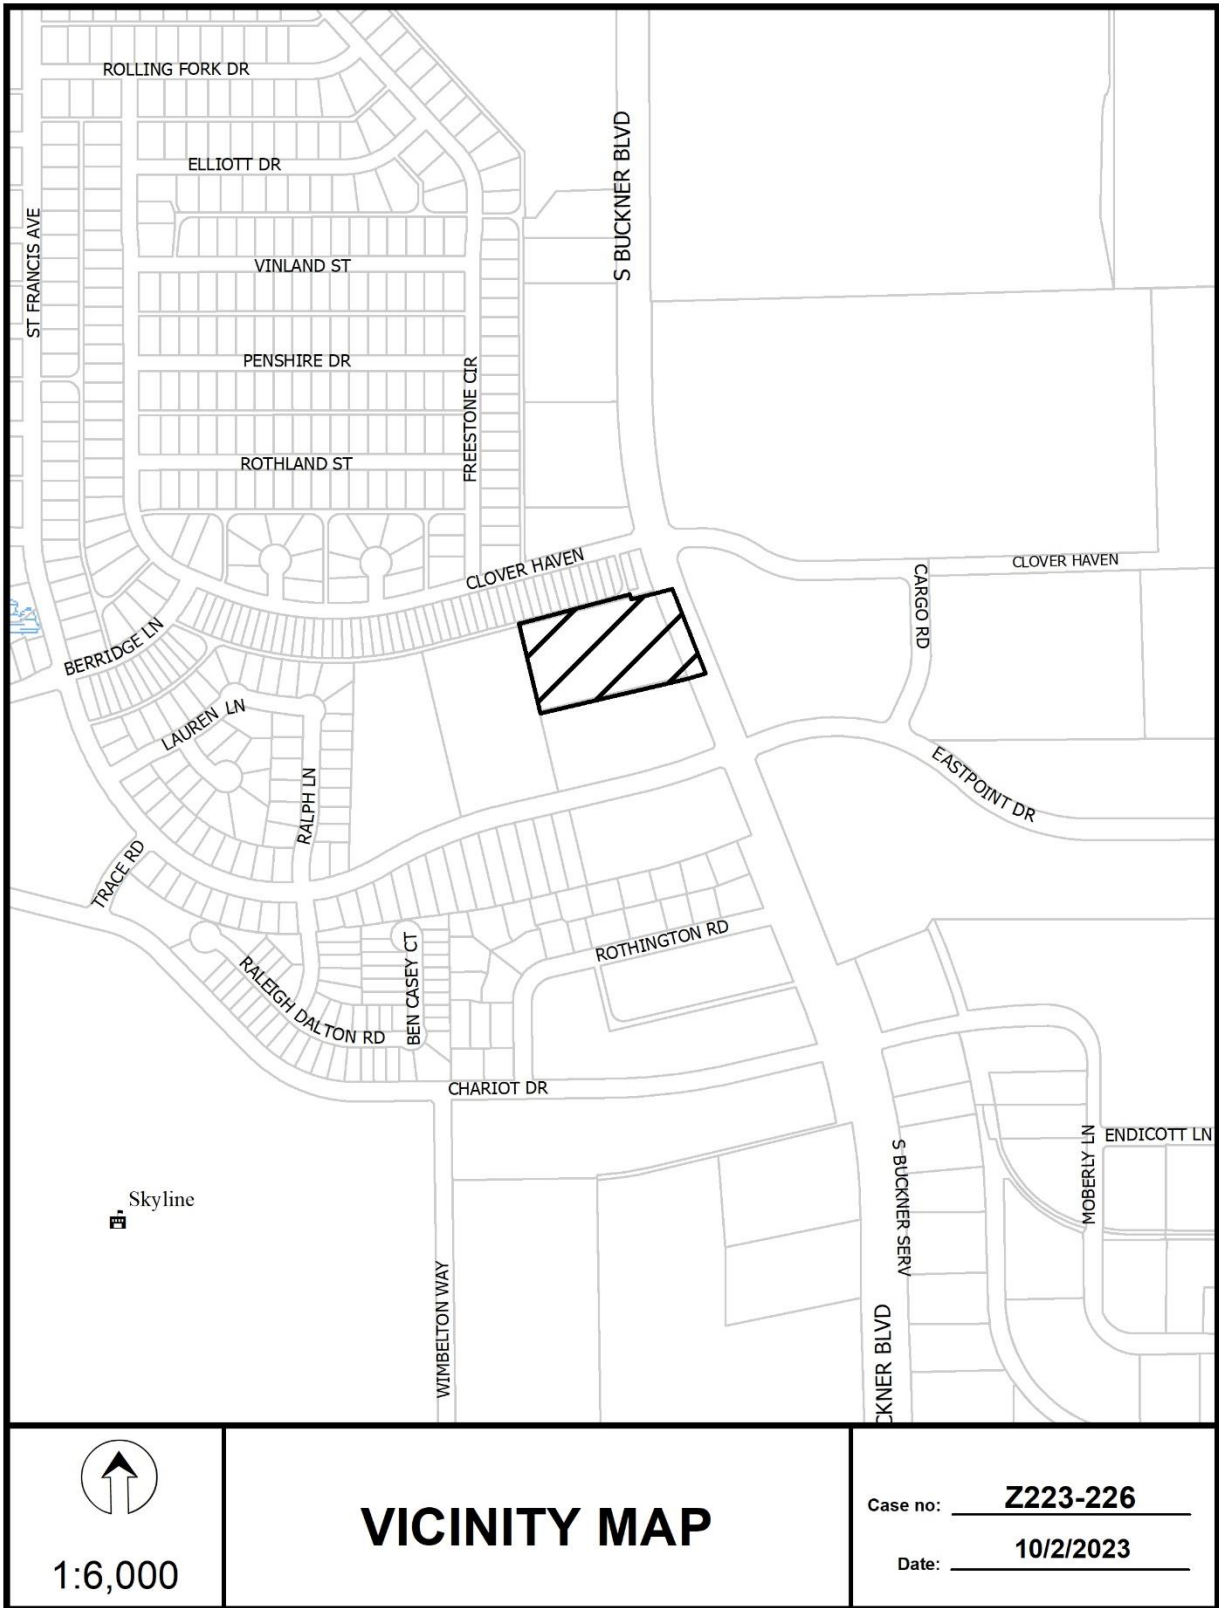 ROLLING FORK DR
S BUCKNER BLVD
ELLIOTT DR
ST FRANCIS AVE
VINLAND ST
PENSHIRE DR
FREESTONE CIR
ROTHLAND ST
CLOVER HAVEN
CLOVER HAVEN
CARGO RD
BERRIDGE LN
LAUREN LN
RALPH LN
EASTPOINT DR
TRACE RD
ROTHINGTON RD
BEN CASEY CT
RALEIGH DALTON RD
CHARIOT DR
ENDICOTT LN
MOBERLY LN
S BUCKNER SERV
Skyline
WIMBELTON WAY
CKNER BLVD
1:6,000
VICINITY MAP
Case no: Z223-226
Date: 10/2/2023